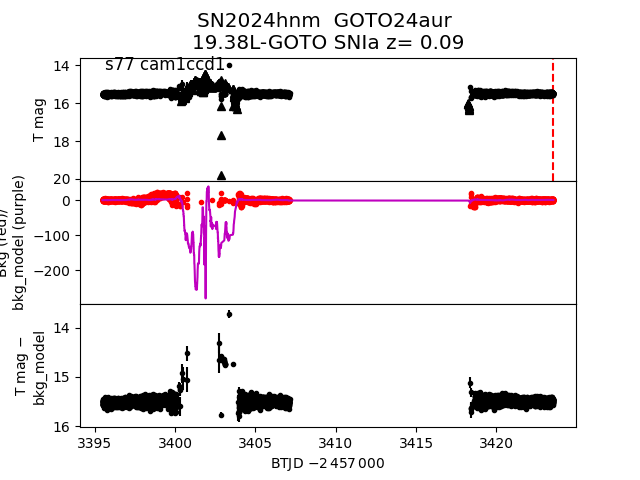 SN2024hnm GOTO24aur
19.38L-GOTO SNIa z= 0.09
s77 cam1ccd1
14
16
18
20
T mag
0
−100
−200
Bkg (red)/
bkg_model (purple)
14
15
16
T mag −
bkg_model
3395 3400 3405 3410 3415 3420
BTJD −2 457 000